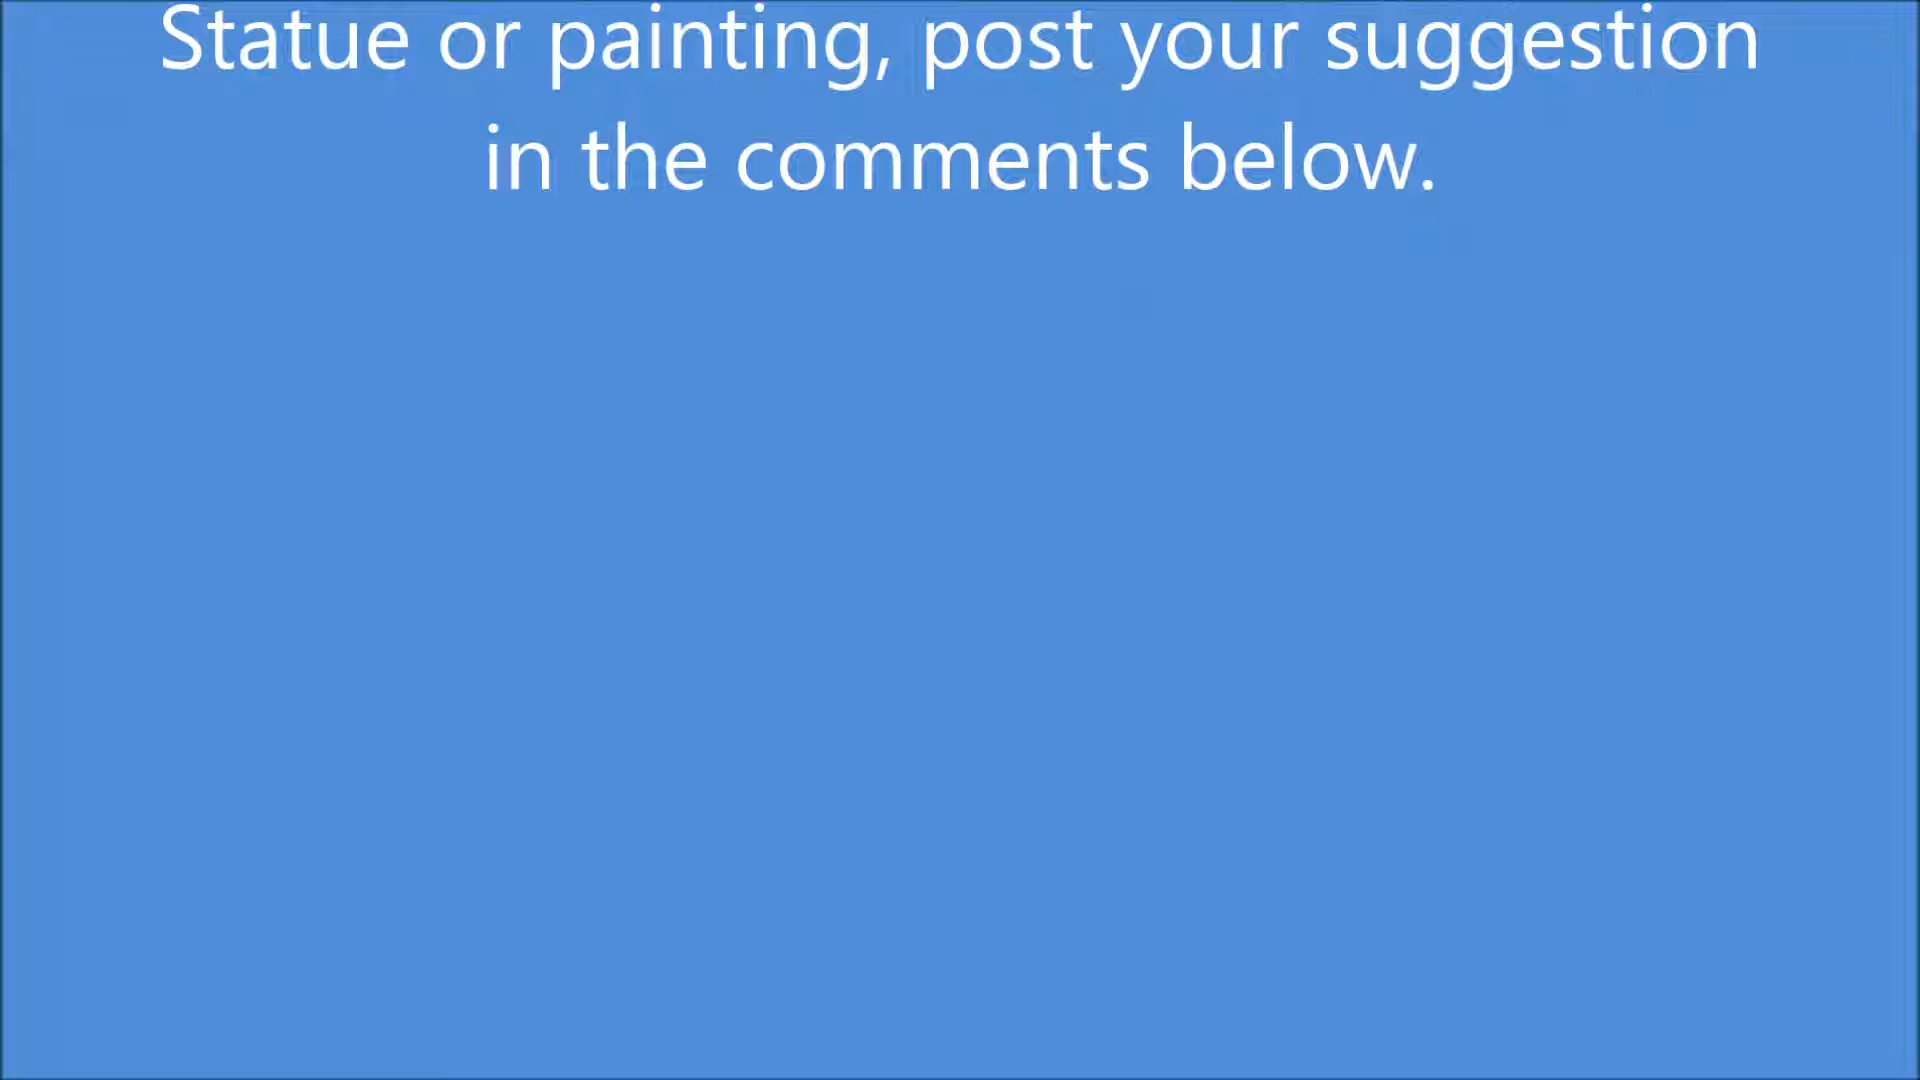 Statue or painting, post your suggestion
in the comments below.